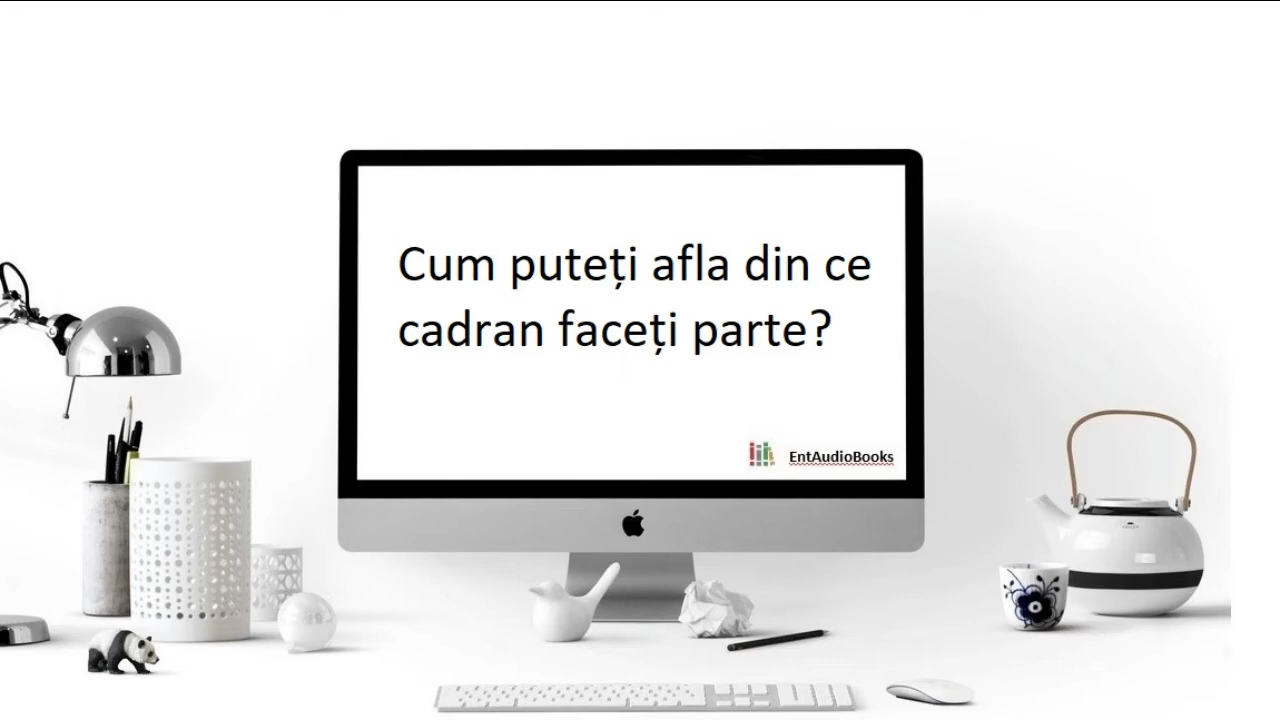 Cum puteți afla din ce
cadran faceți parte?
EntAudioBooks